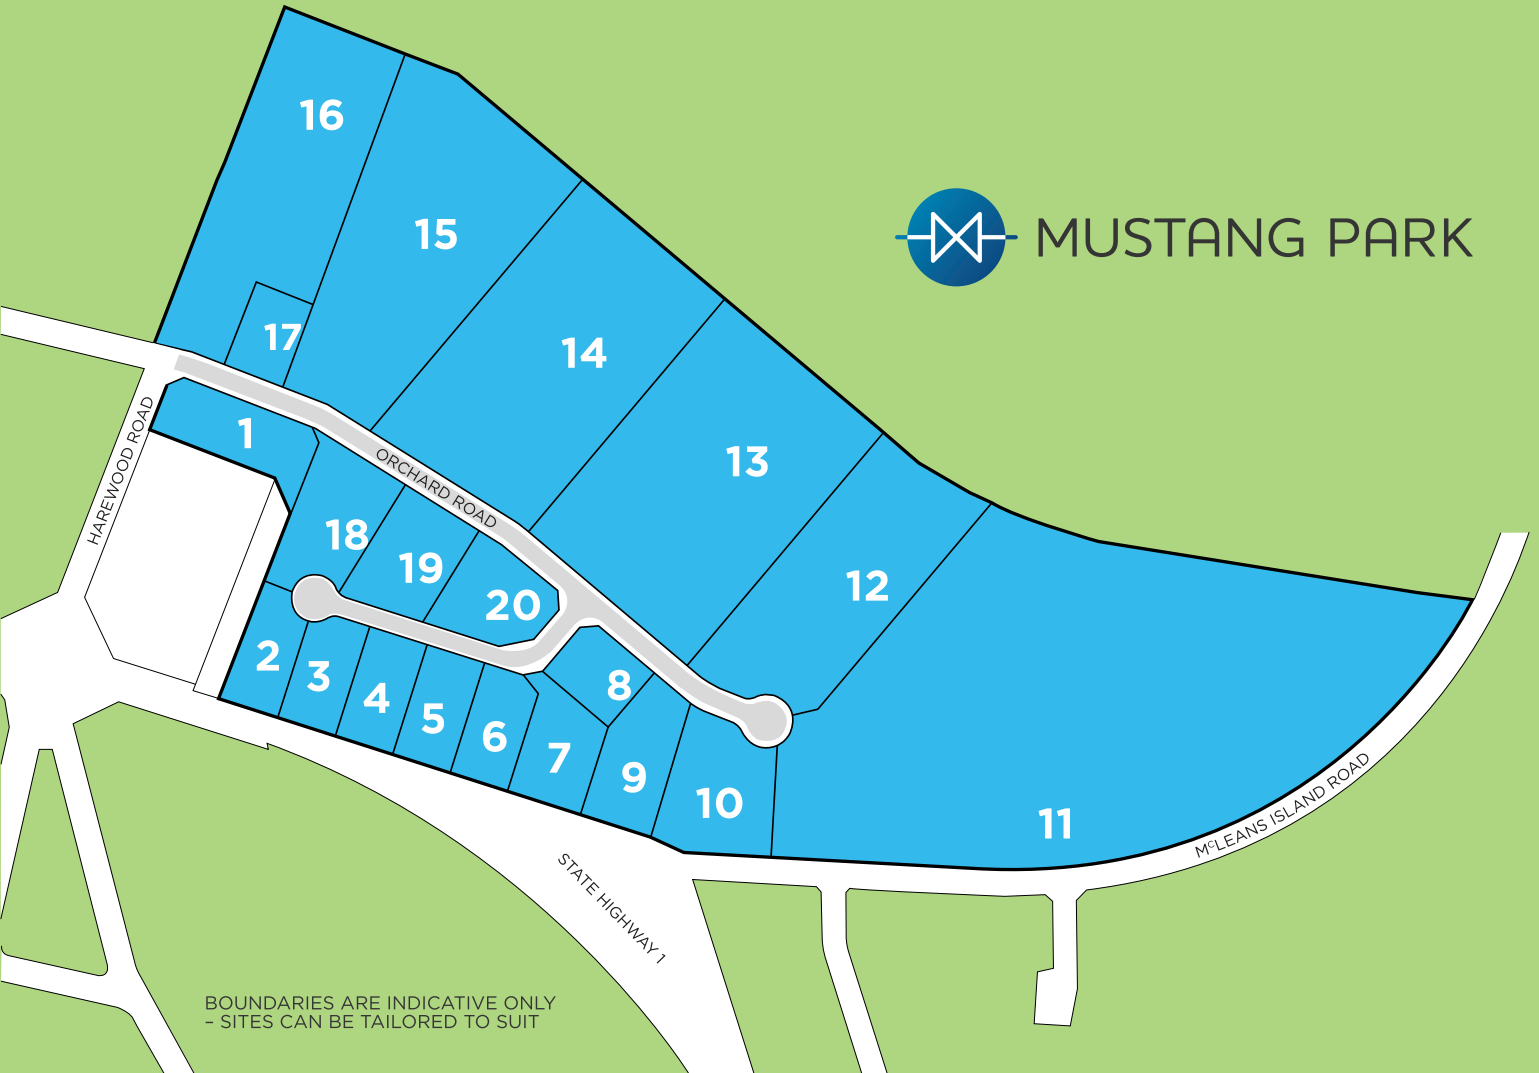 16
MUSTANG PARK
15
17
14
1
HAREWOOD ROAD
ORCHARD ROAD
13
18
19
20
12
2
3
4
5
6
7
8
9
10
11
McLEANS ISLAND ROAD
STATE HIGHWAY 1
BOUNDARIES ARE INDICATIVE ONLY
– SITES CAN BE TAILORED TO SUIT